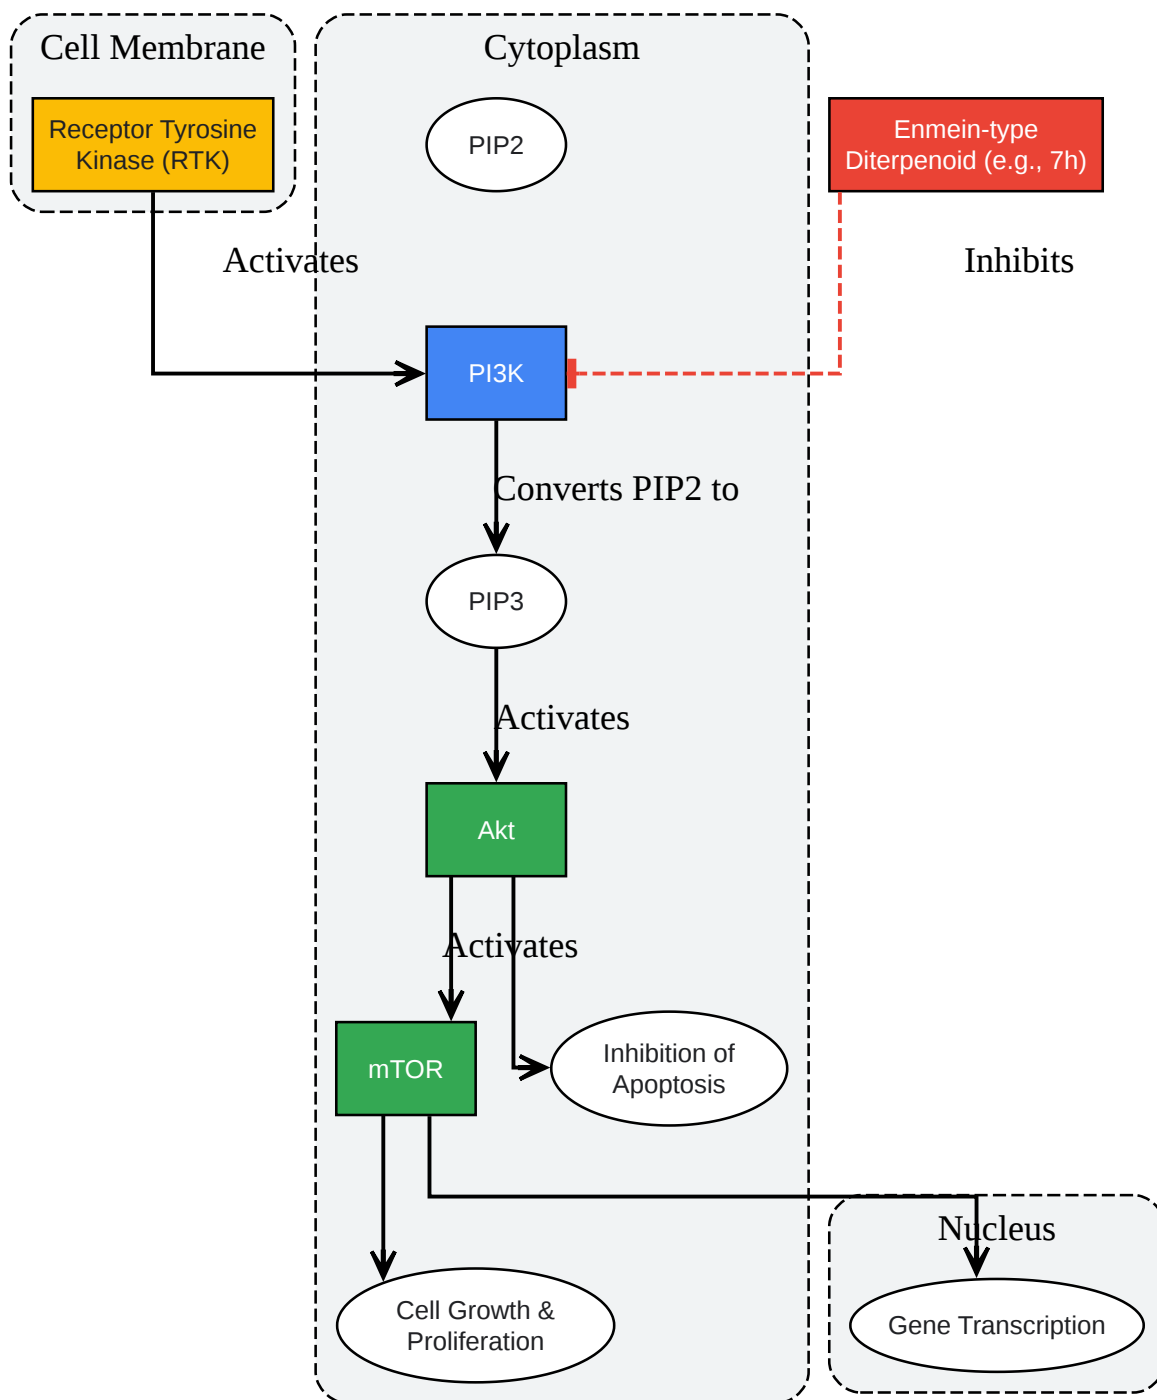 Cell Membrane
Cytoplasm
Receptor Tyrosine
Kinase (RTK)
PIP2
Enmein-type
Diterpenoid (e.g., 7h)
Activates
Inhibits
PI3K
Converts PIP2 to
PIP3
Activates
Akt
Activates
mTOR
Inhibition of
Apoptosis
Nucleus
Cell Growth &
Proliferation
Gene Transcription